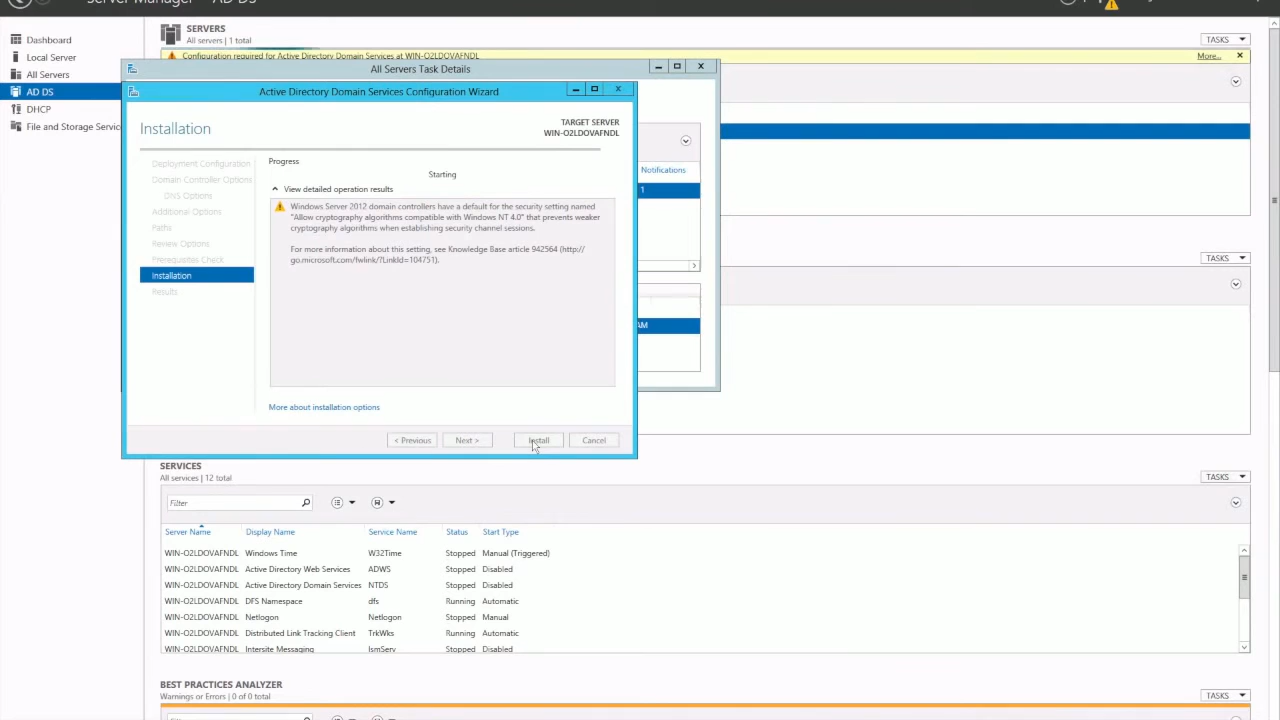 Server Manager AD DS
Dashboard
Local Server
All Servers
AD DS
DHCP
File and Storage Servic
SERVERS
All servers | 1 total
TASKS
Configuration required for Active Directory Domain Services at WIN-O2LDOVAFNDL
More...
All Servers Task Details
Active Directory Domain Services Configuration Wizard
Installation
TARGET SERVER
WIN-O2LDOVAFNDL
Deployment Configuration
Domain Controller Options
DNS Options
Additional Options
Paths
Review Options
Prerequisites Check
Installation
Results
Progress
Starting
View detailed operation results
Windows Server 2012 domain controllers have a default for the security setting named
"Allow cryptography algorithms compatible with Windows NT 4.0" that prevents weaker
cryptography algorithms when establishing security channel sessions.
For more information about this setting, see Knowledge Base article 942564 (http://
go.microsoft.com/fwlink/?LinkId=104751).
More about installation options
< Previous
Next >
Install
Cancel
Notifications
1
AM
TASKS
SERVICES
All services | 12 total
TASKS
Filter
Server Name Display Name Service Name Status Start Type
WIN-O2LDOVAFNDL Windows Time W32Time Stopped Manual (Triggered)
WIN-O2LDOVAFNDL Active Directory Web Services ADWS Stopped Disabled
WIN-O2LDOVAFNDL Active Directory Domain Services NTDS Stopped Disabled
WIN-O2LDOVAFNDL DFS Namespace dfs Running Automatic
WIN-O2LDOVAFNDL Netlogon Netlogon Stopped Manual
WIN-O2LDOVAFNDL Distributed Link Tracking Client TrkWks Running Automatic
WIN-O2LDOVAFNDL Intersite Messaging IsmServ Stopped Disabled
BEST PRACTICES ANALYZER
Warnings or Errors | 0 of 0 total
TASKS
Filter